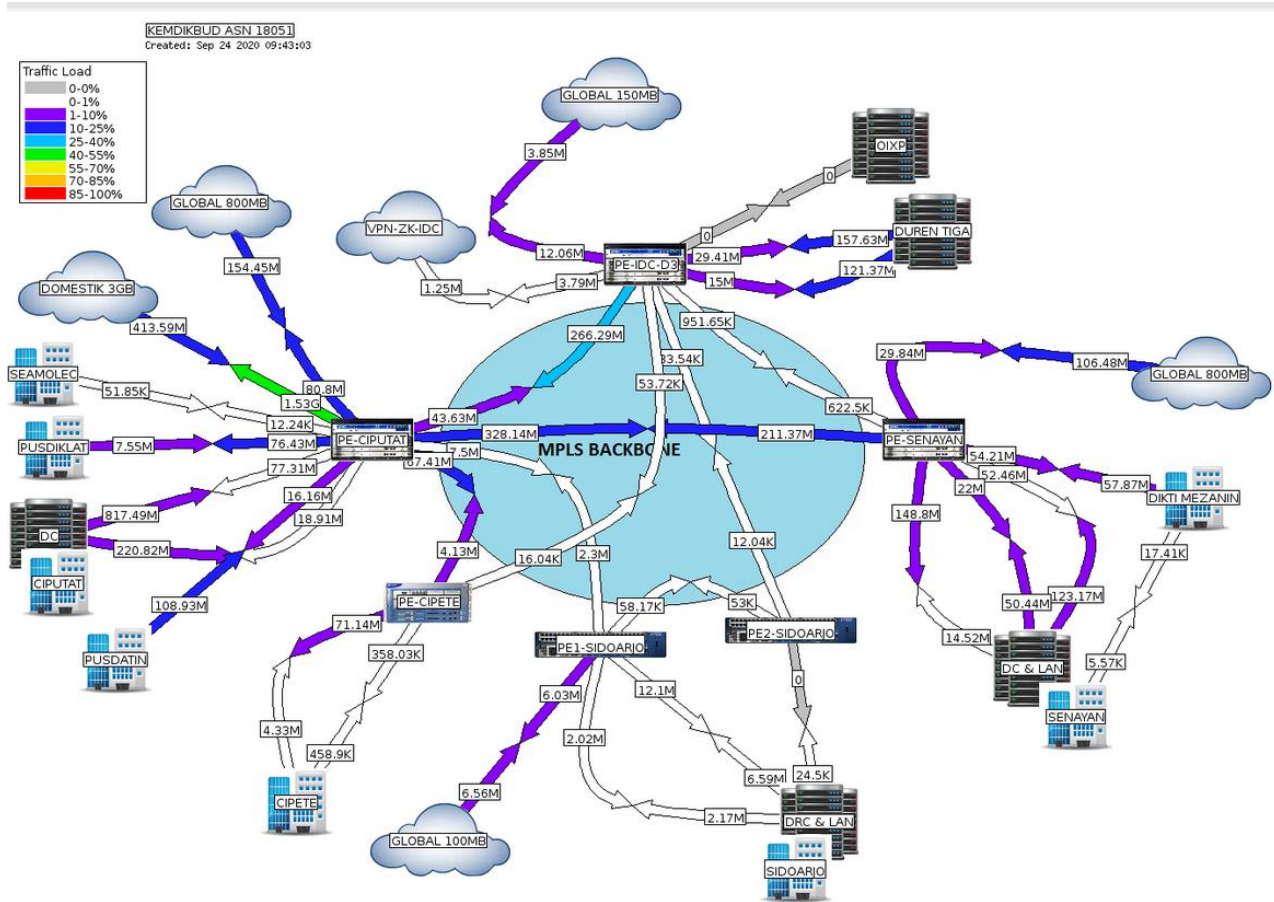 KEMDIKBUD ASN 18051
Created: Sep 24 2020 09:43:03
Traffic Load
0-0%
0-1%
1-10%
10-25%
25-40%
40-55%
55-70%
70-85%
85-100%
GLOBAL 150MB
OIXP
3.85M
0
GLOBAL 800MB
VPN-ZK-IDC
DUREN TIGA
0
157.63M
12.06M
29.41M
154.45M
PE-IDC-D3
121.37M
1.25M
3.79M
15M
DOMESTIK 3GB
413.59M
951.65K
266.29M
33.54K
29.84M
106.48M
SEAMOLEC
53.72K
GLOBAL 800MB
51.85K
80.8M
1.53G
622.5K
12.24K
43.63M
PE-CIPUTAT
328.14M
211.37M
PE-SENAYAN
PUSDIKLAT
7.55M
76.43M
7.5M
MPLS BACKBONE
54.21M
67.41M
77.31M
52.46M
57.87M
DIKTI MEZANIN
22M
16.16M
817.49M
18.91M
148.8M
DC
12.04K
220.82M
4.13M
16.04K
2.3M
17.41K
CIPUTAT
123.17M
PE-CIPETE
50.44M
108.93M
58.17K
53K
71.14M
PE2-SIDOARJO
14.52M
PE1-SIDOARJO
358.03K
PUSDATIN
5.57K
DC & LAN
0
6.03M
12.1M
SENAYAN
4.33M
2.02M
458.9K
24.5K
6.59M
6.56M
CIPETE
2.17M
DRC & LAN
GLOBAL 100MB
SIDOARJO